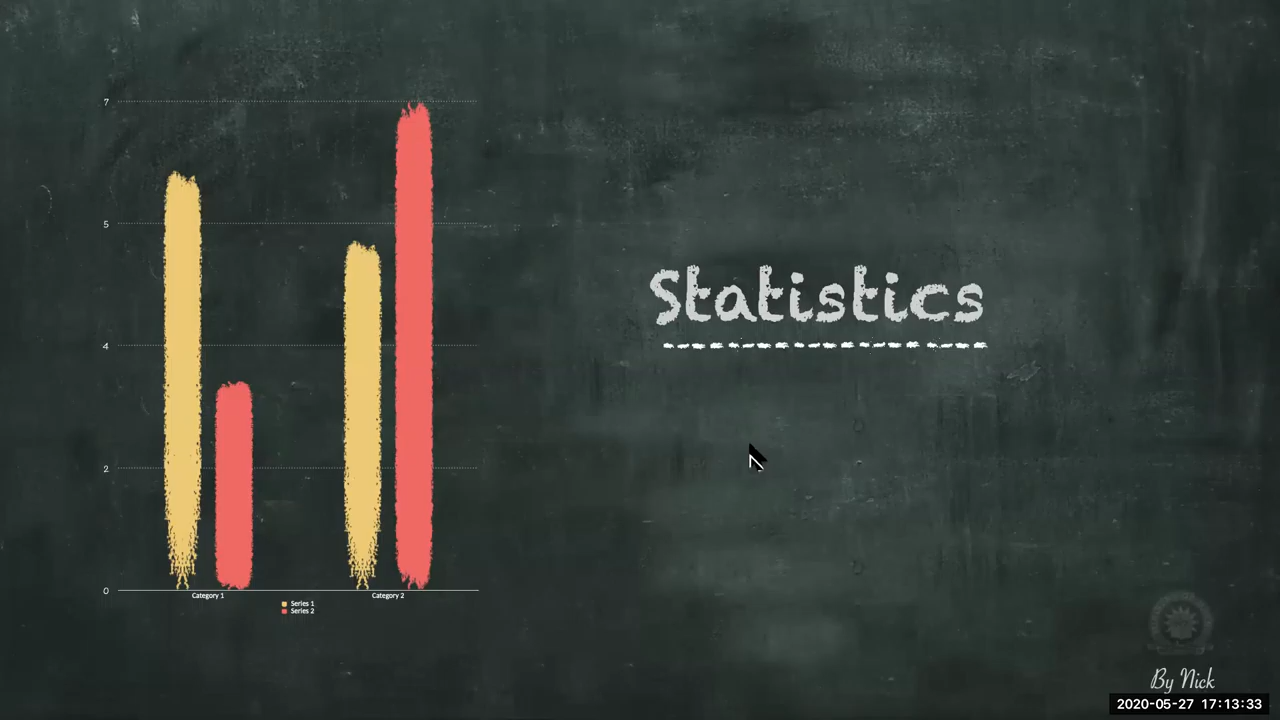 7
5
4
2
0
Category 1
Category 2
Series 1
Series 2
Statistics
By Nick
2020-05-27 17:13:33